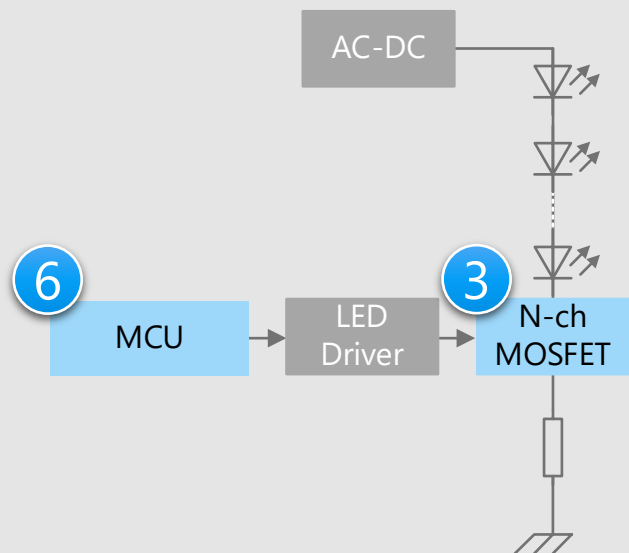 AC-DC
6
MCU
LED
Driver
3
N-ch
MOSFET